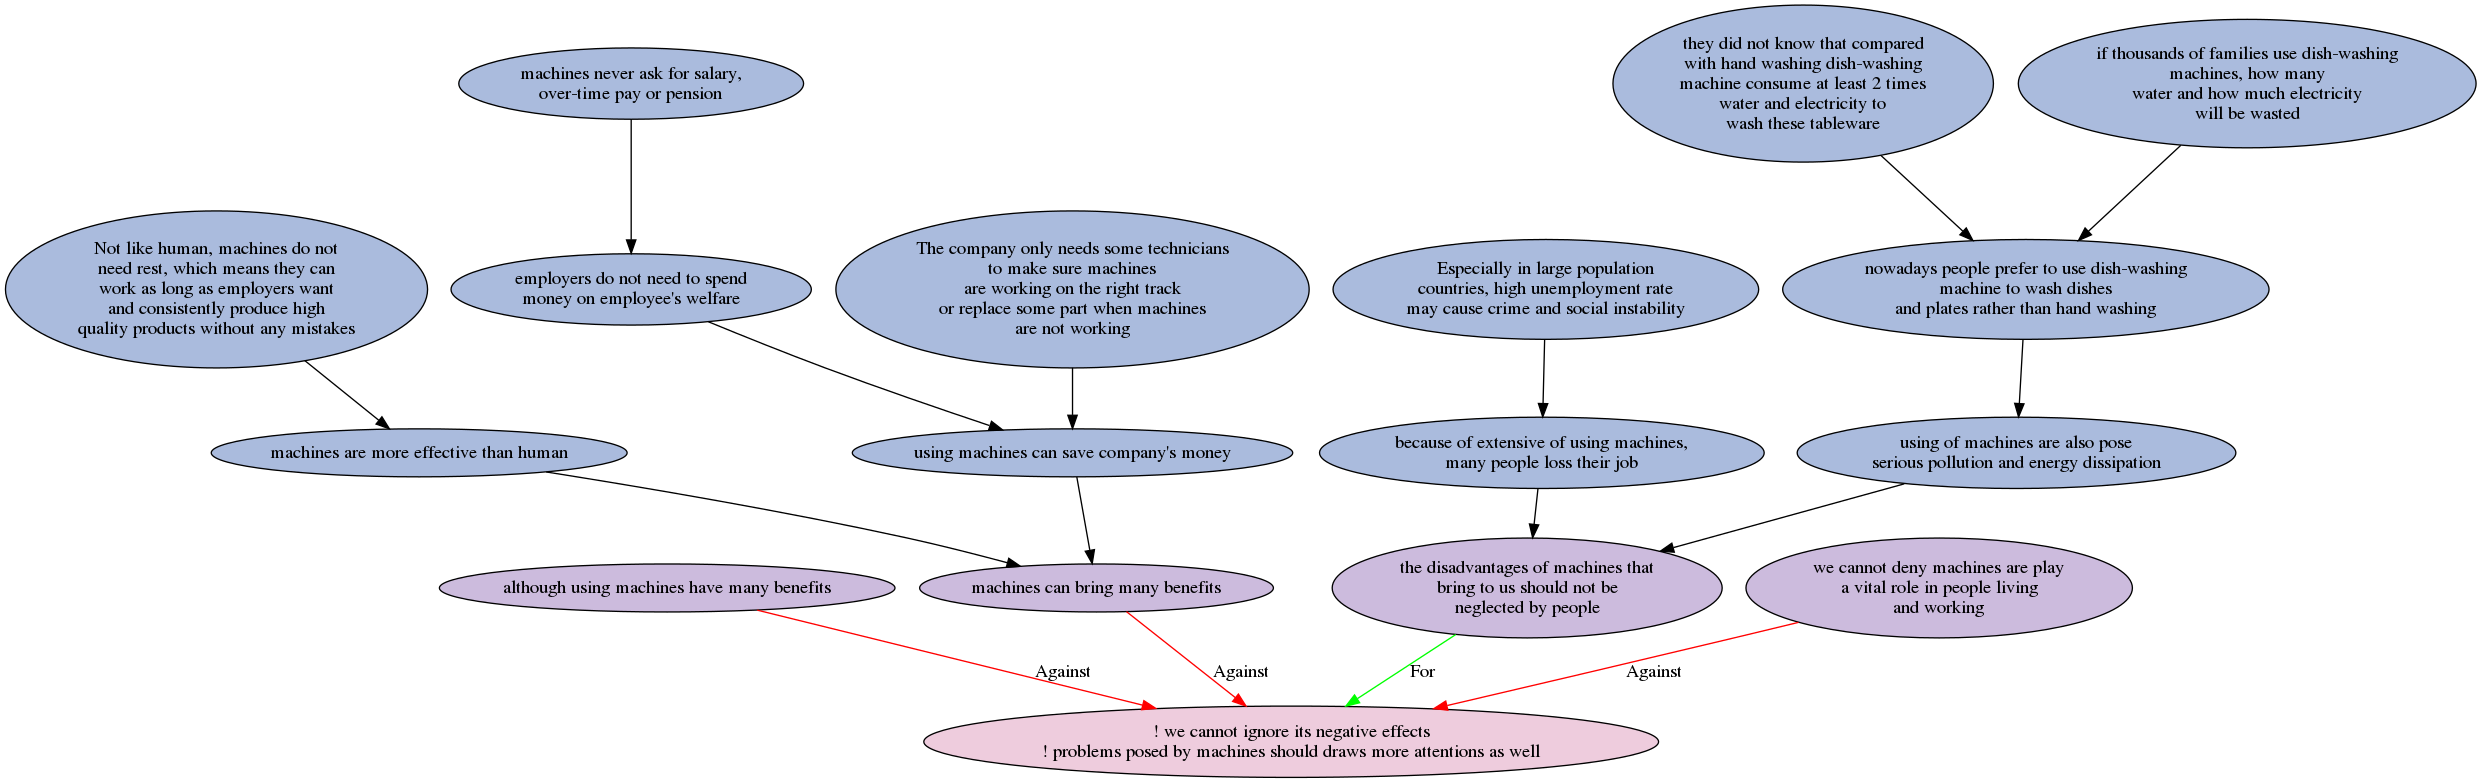 they did not know that compared
with hand washing dish-washing
machine consume at least 2 times
water and electricity to
wash these tableware
if thousands of families use dish-washing
machines, how many
water and how much electricity
will be wasted
machines never ask for salary,
over-time pay or pension
Not like human, machines do not
need rest, which means they can
work as long as employers want
and consistently produce high
quality products without any mistakes
employers do not need to spend
money on employee's welfare
The company only needs some technicians
to make sure machines
are working on the right track
or replace some part when machines
are not working
Especially in large population
countries, high unemployment rate
may cause crime and social instability
nowadays people prefer to use dish-washing
machine to wash dishes
and plates rather than hand washing
machines are more effective than human
using machines can save company's money
because of extensive of using machines,
many people loss their job
using of machines are also pose
serious pollution and energy dissipation
although using machines have many benefits
machines can bring many benefits
the disadvantages of machines that
bring to us should not be
neglected by people
we cannot deny machines are play
a vital role in people living
and working
Against
Against
For
Against
! we cannot ignore its negative effects
! problems posed by machines should draws more attentions as well